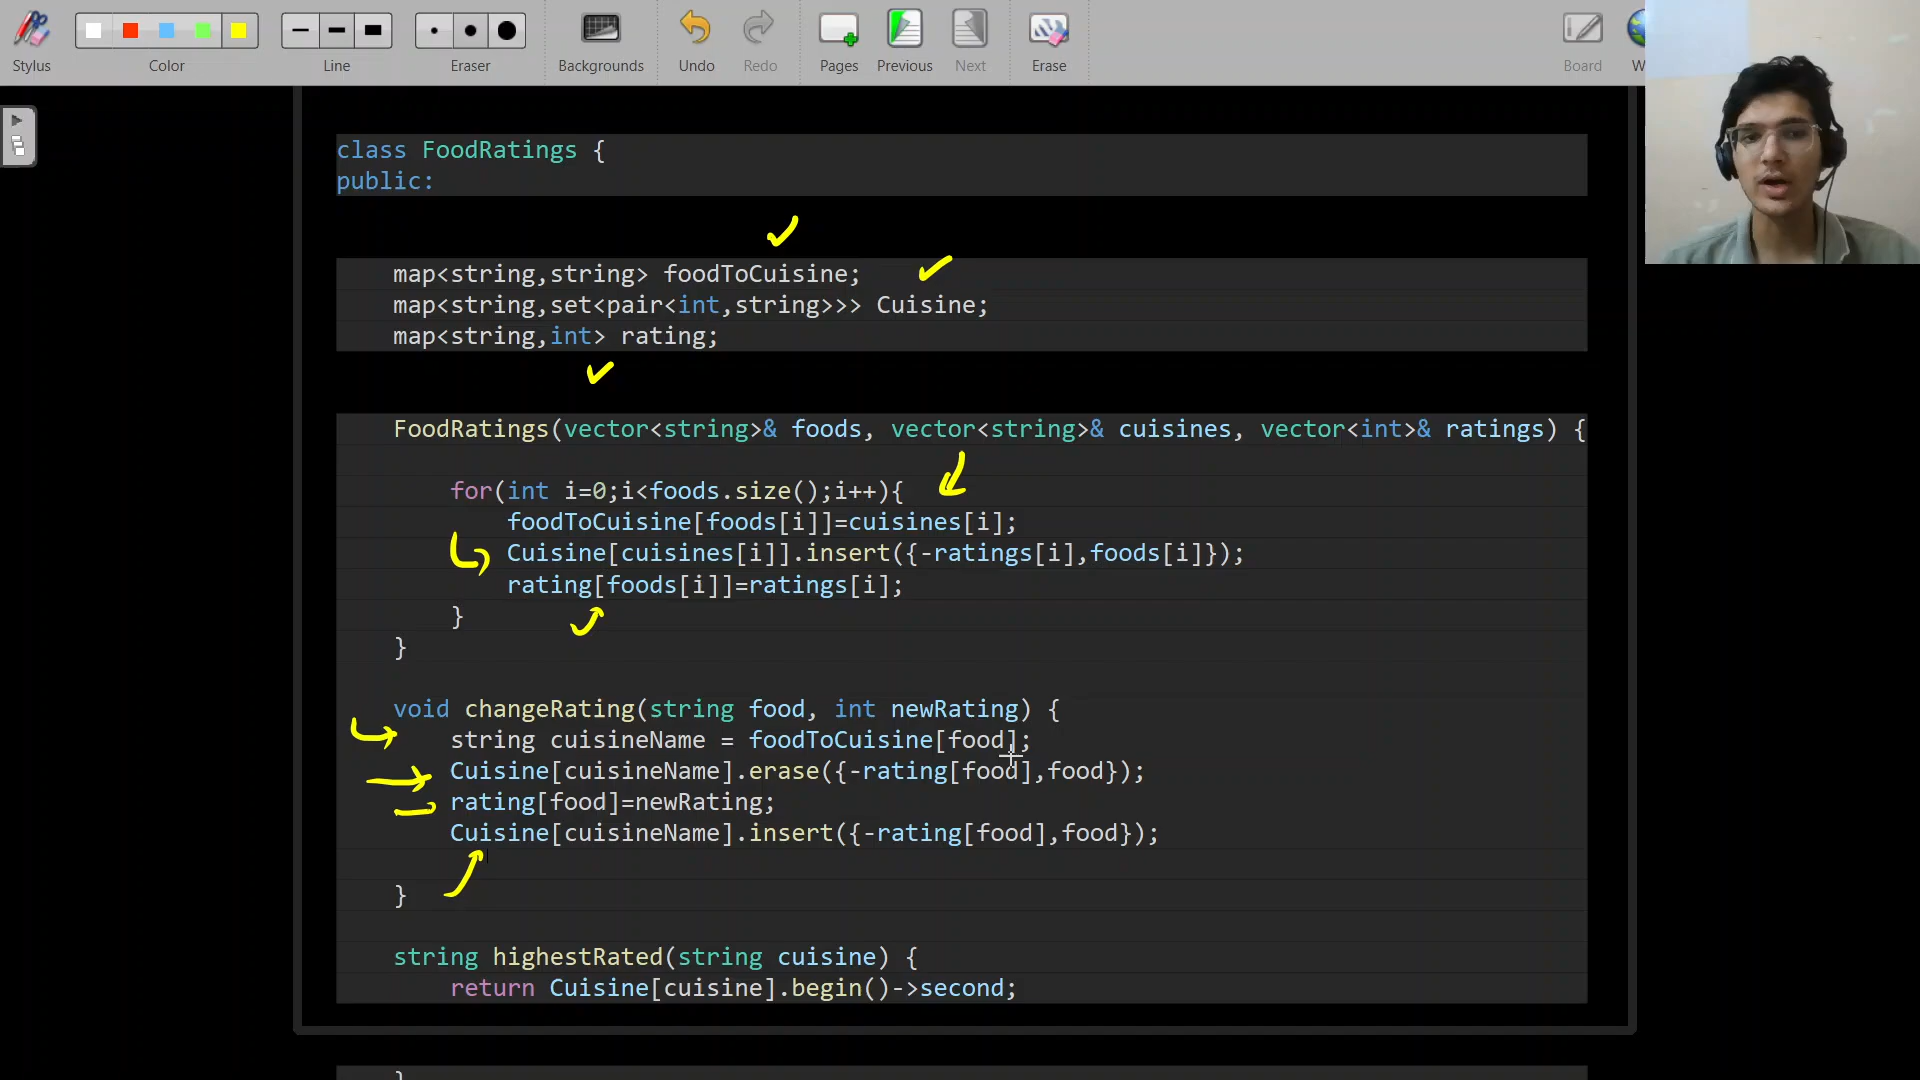 Stylus
Color
Line
Eraser
Backgrounds
Undo
Redo
Pages
Previous
Next
Erase
Board
W
class FoodRatings {
public:
map<string,string> foodToCuisine;
map<string,set<pair<int,string>>> Cuisine;
map<string,int> rating;
FoodRatings(vector<string>& foods, vector<string>& cuisines, vector<int>& ratings) {
for(int i=0;i<foods.size();i++){
foodToCuisine[foods[i]]=cuisines[i];
Cuisine[cuisines[i]].insert({-ratings[i],foods[i]});
rating[foods[i]]=ratings[i];
}
}
void changeRating(string food, int newRating) {
string cuisineName = foodToCuisine[food];
Cuisine[cuisineName].erase({-rating[food],food});
rating[food]=newRating;
Cuisine[cuisineName].insert({-rating[food],food});
}
string highestRated(string cuisine) {
return Cuisine[cuisine].begin()->second;
}